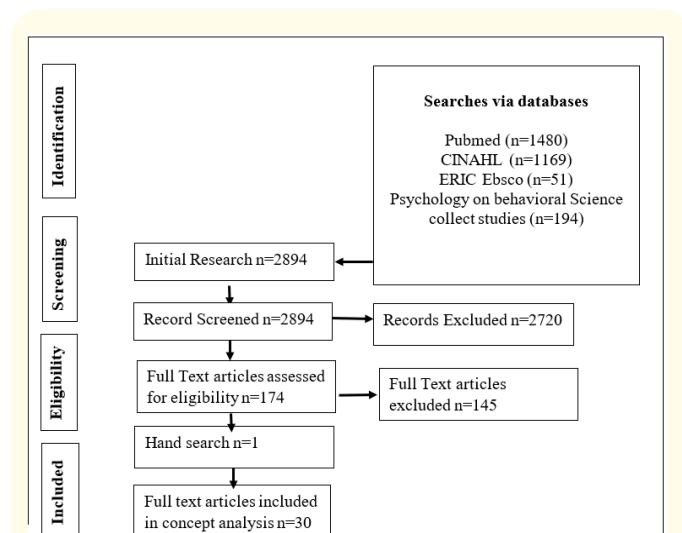 Identification
Searches via databases
Pubmed (n=1480)
CINAHL (n=1169)
ERIC Ebsco (n=51)
Psychology on behavioral Science
collect studies (n=194)
Screening
Initial Research n=2894
Record Screened n=2894
Records Excluded n=2720
Eligibility
Full Text articles assessed
for eligibility n=174
Full Text articles
excluded n=145
Hand search n=1
Included
Full text articles included
in concept analysis n=30